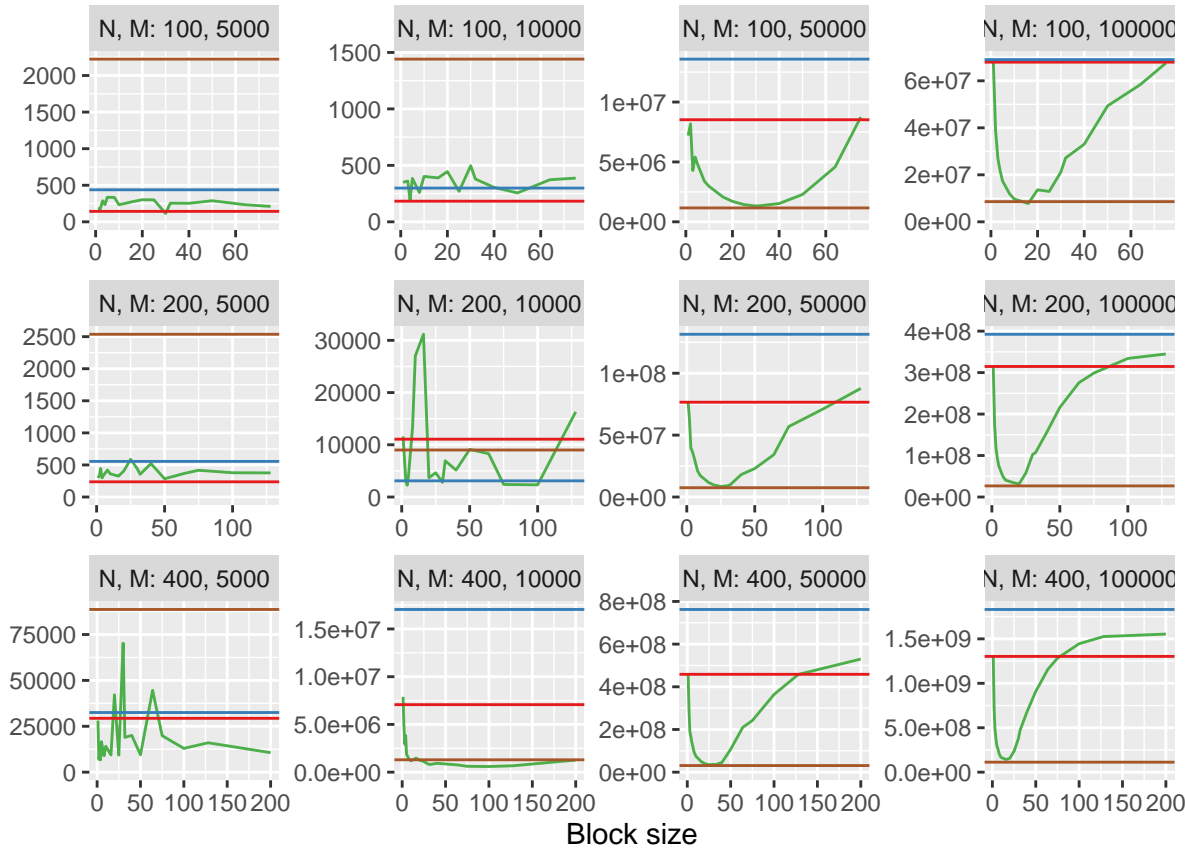 N, M: 100, 5000
N, M: 100, 10000
N, M: 100, 50000
N, M: 100, 100000
2000
1500
1000
500
0
0 20 40 60
1500
1000
500
0
0 20 40 60
1e+07
5e+06
0e+00
0 20 40 60
6e+07
4e+07
2e+07
0e+00
0 20 40 60
N, M: 200, 5000
N, M: 200, 10000
N, M: 200, 50000
N, M: 200, 100000
2500
2000
1500
1000
500
0
0 50 100
30000
20000
10000
0
0 50 100
1e+08
5e+07
0e+00
0 50 100
4e+08
3e+08
2e+08
1e+08
0e+00
0 50 100
N, M: 400, 5000
N, M: 400, 10000
N, M: 400, 50000
N, M: 400, 100000
75000
50000
25000
0
0 50 100 150 200
1.5e+07
1.0e+07
5.0e+06
0.0e+00
0 50 100 150 200
8e+08
6e+08
4e+08
2e+08
0e+00
0 50 100 150 200
1.5e+09
1.0e+09
5.0e+08
0.0e+00
0 50 100 150 200
Block size